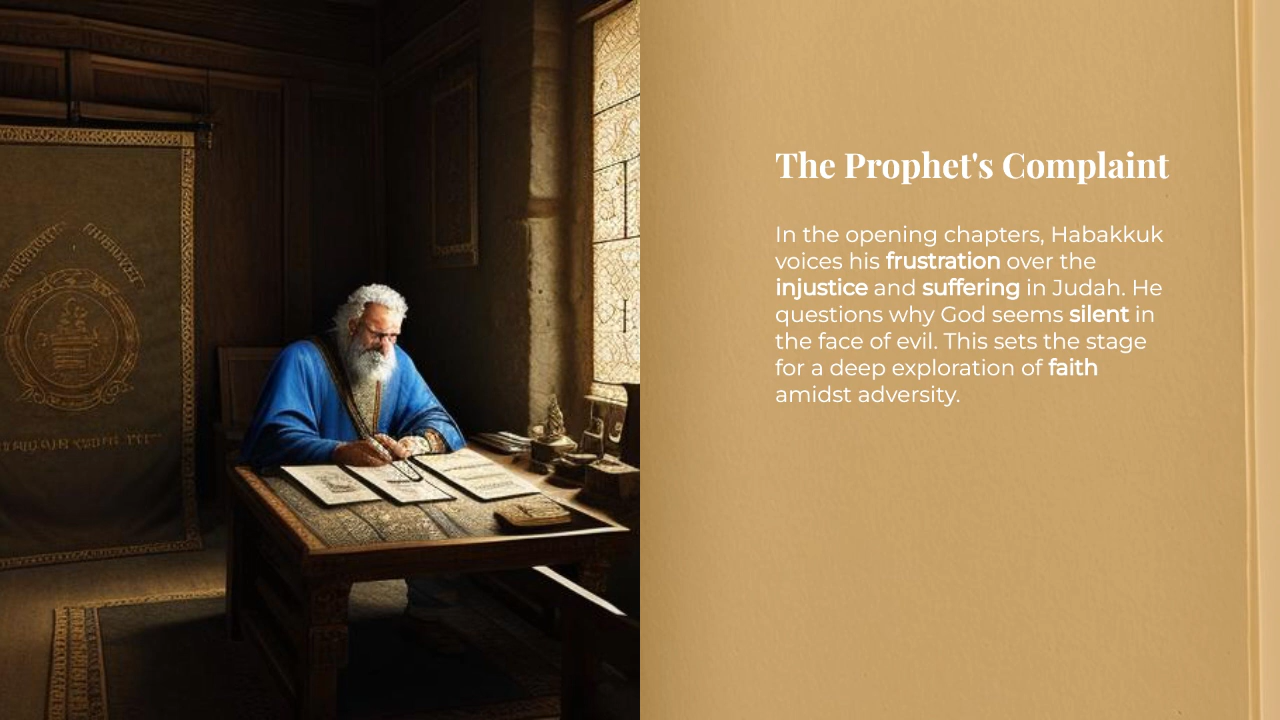 The Prophet's Complaint
In the opening chapters, Habakkuk
voices his frustration over the
injustice and suffering in Judah. He
questions why God seems silent in
the face of evil. This sets the stage
for a deep exploration of faith
amidst adversity.